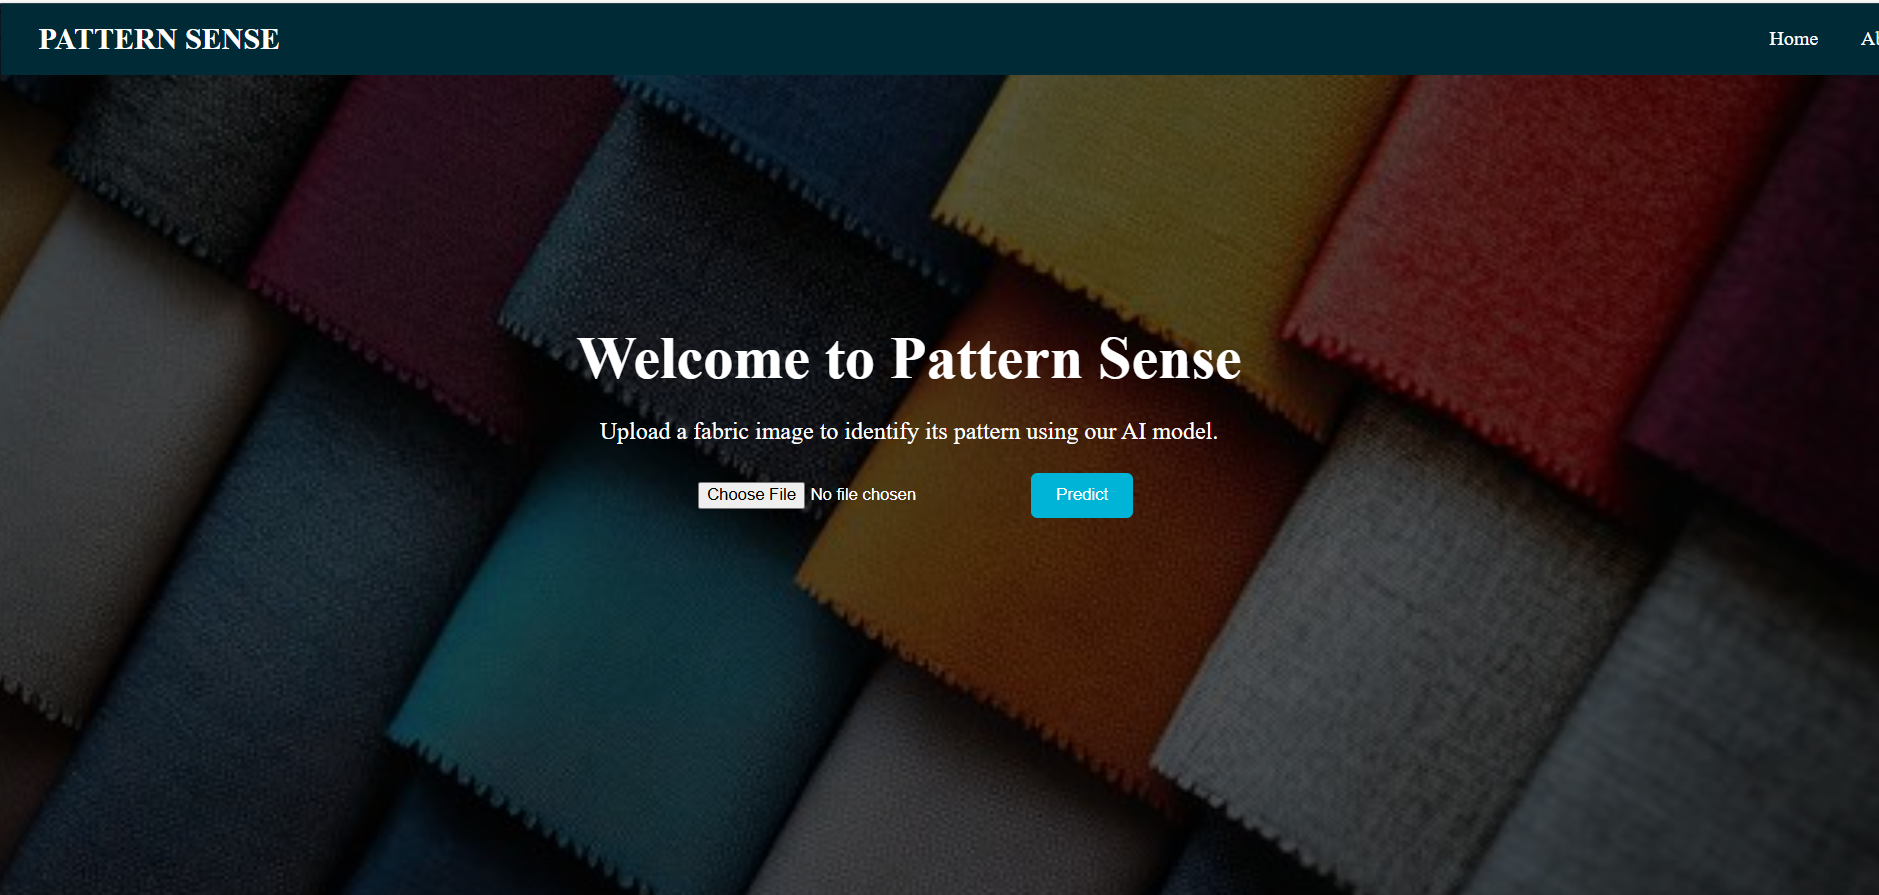 PATTERN SENSE
Home
Welcome to Pattern Sense
Upload a fabric image to identify its pattern using our AI model.
Choose File No file chosen
Predict